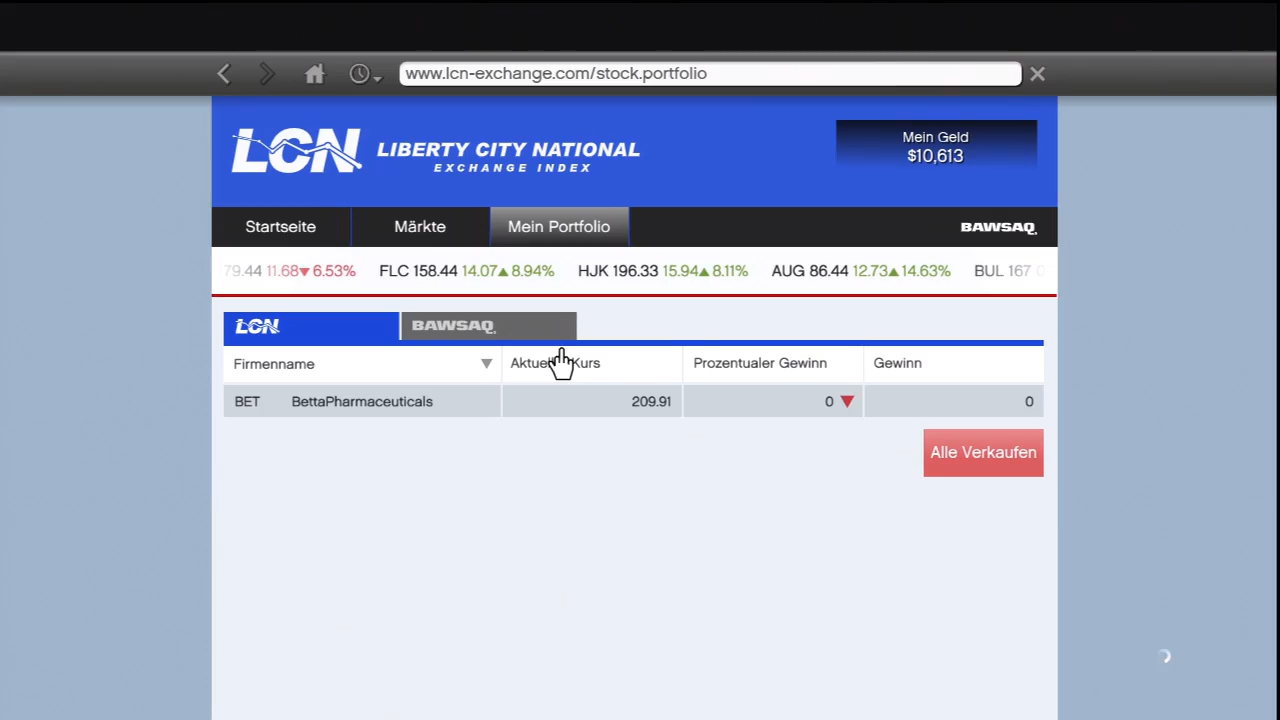 www.lcn-exchange.com/stock.portfolio
LCN LIBERTY CITY NATIONAL
EXCHANGE INDEX
Mein Geld
$10,613
Startseite Märkte Mein Portfolio BAWSAQ.
79.44 11.68▼ 6.53% FLC 158.44 14.07▲ 8.94% HJK 196.33 15.94▲ 8.11% AUG 86.44 12.73▲ 14.63% BUL 167
LCN BAWSAQ.
Firmenname ▼ Kurs Prozentualer Gewinn Gewinn
BET BettaPharmaceuticals 209.91 0 ▼ 0
Alle Verkaufen